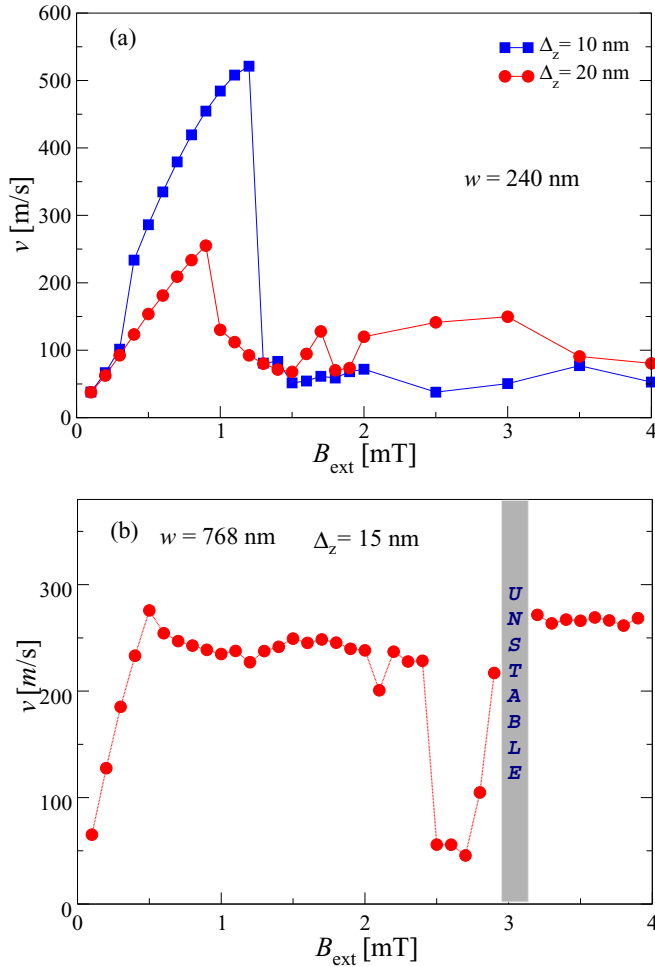 600
(a)
Δz = 10 nm
Δz = 20 nm
500
400
v [m/s]
w = 240 nm
300
200
100
0
0 1 2 3 4
Bext [mT]
(b)
w = 768 nm Δz = 15 nm
300
UNSTABLE
v [m/s]
200
100
0
0 1 2 3 4
Bext [mT]